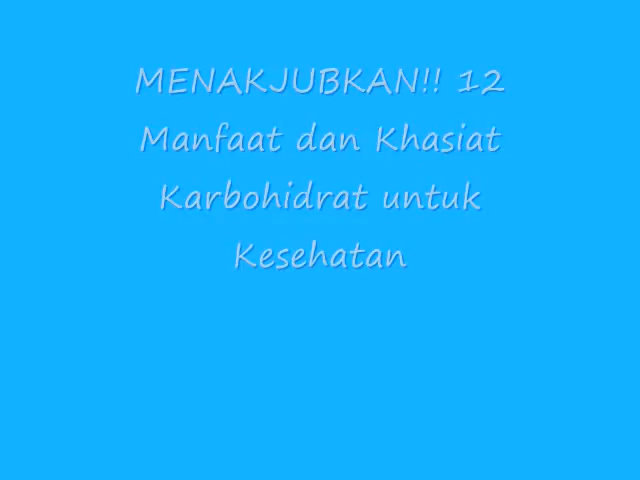 MENAKJUBKAN!! 12
Manfaat dan Khasiat
Karbohidrat untuk
Kesehatan